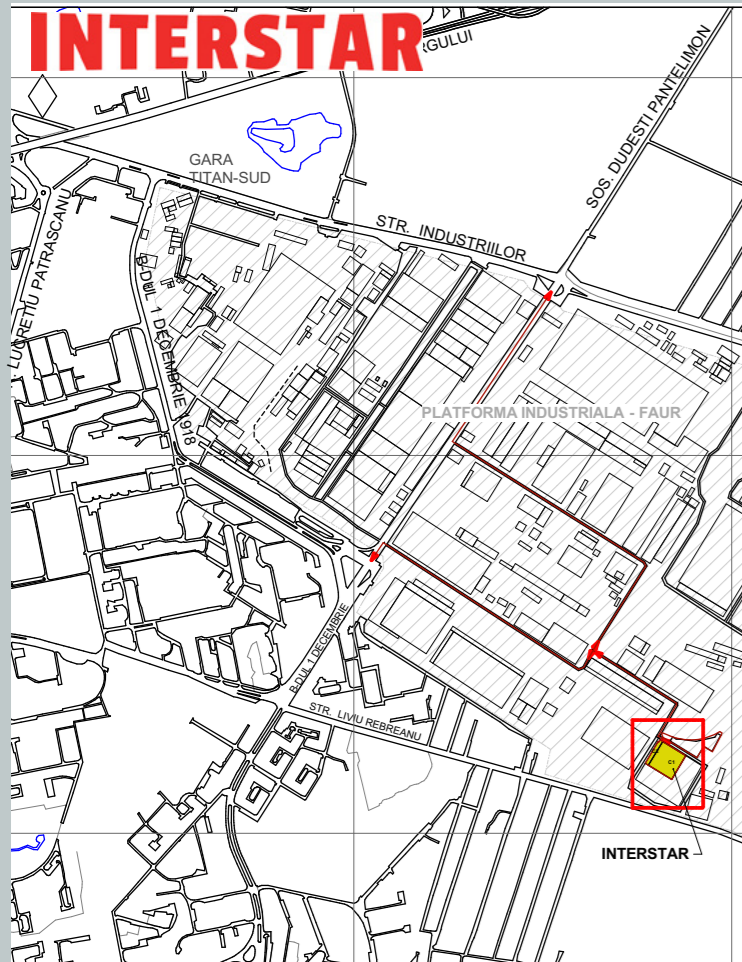 INTERSTAR
RGULUI
SOS. DUDESTI PANTELIMON
GARA
TITAN-SUD
STR. INDUSTRIILOR
LUCRETIU PATRASCANU
B-DUL 1 DECEMBRIE 1918
PLATFORMA INDUSTRIALA - FAUR
B-DUL 1 DECEMBRIE
STR. LIVIU REBREANU
C1
INTERSTAR